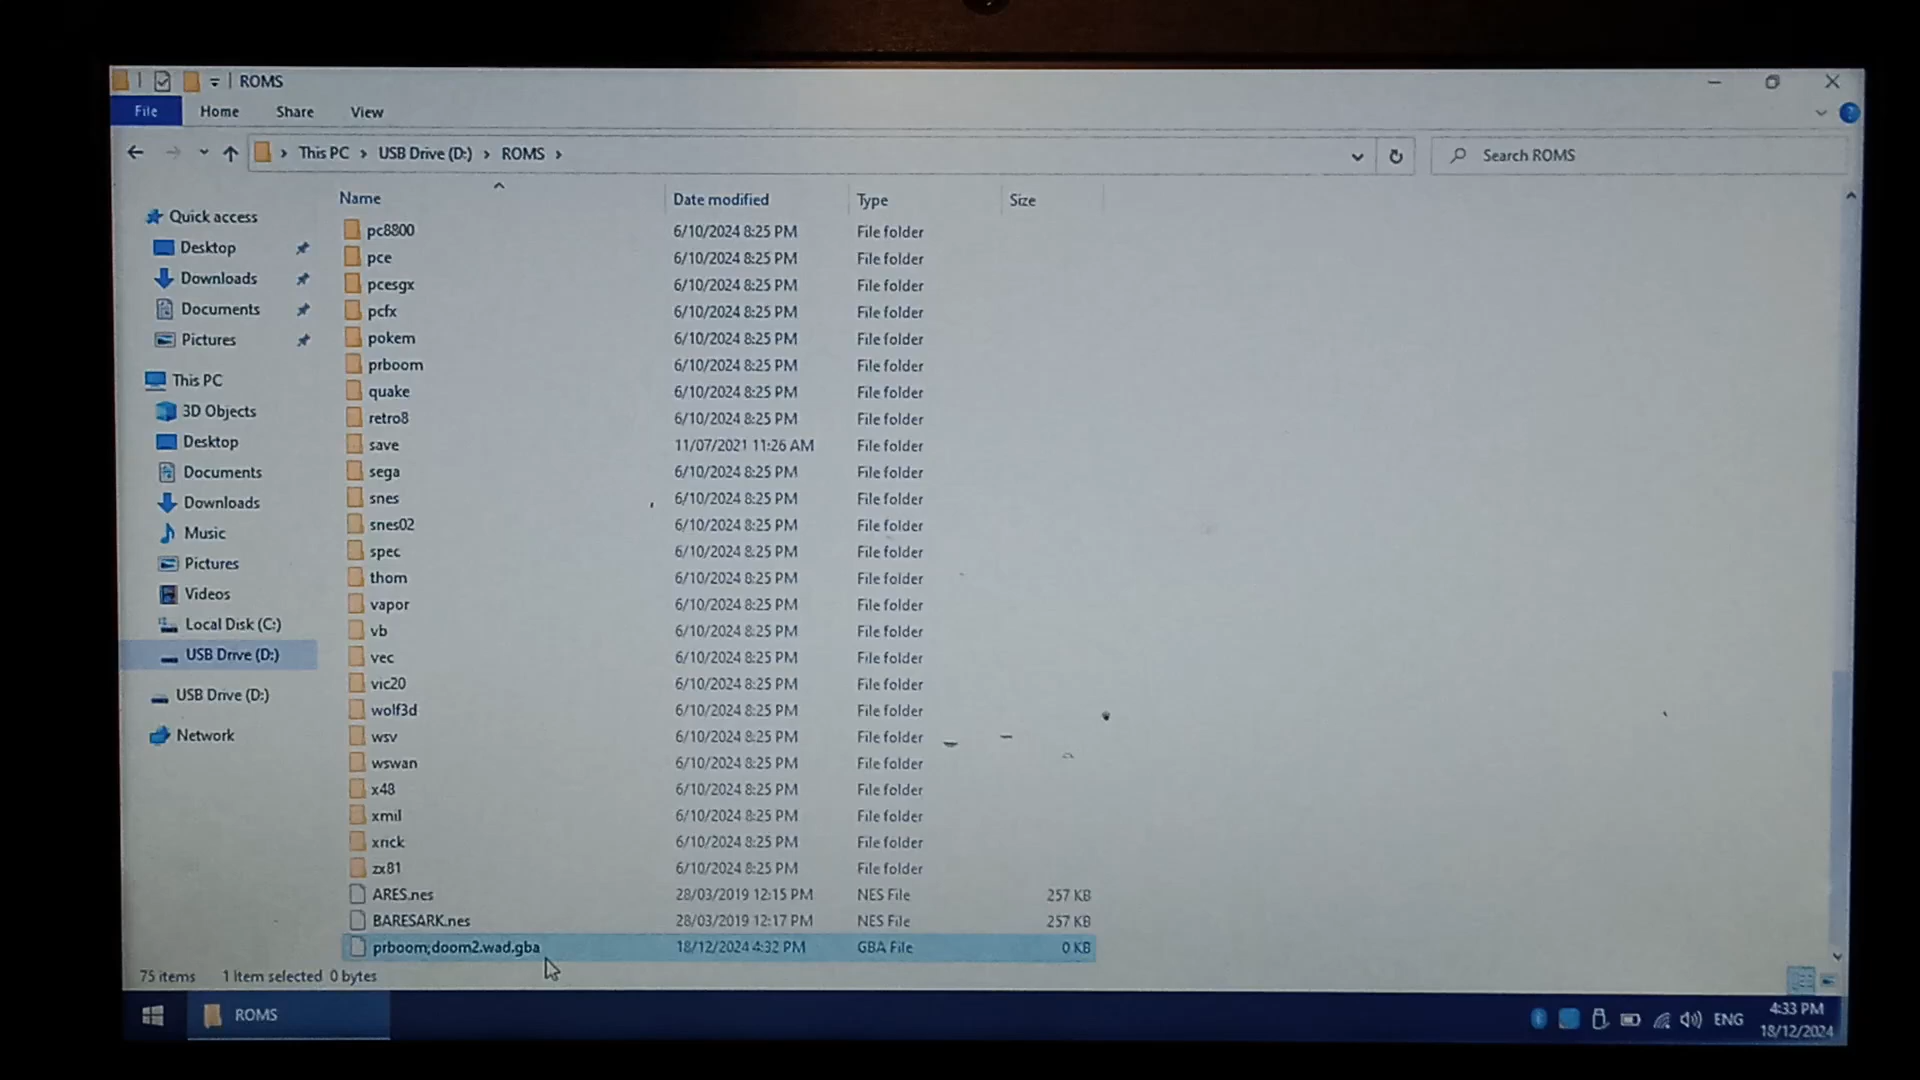 ROMS
File Home Share View
This PC › USB Drive (D:) › ROMS ›
Search ROMS
Name Date modified Type Size
Quick access
Desktop
Downloads
Documents
Pictures
This PC
3D Objects
Desktop
Documents
Downloads
Music
Pictures
Videos
Local Disk (C:)
USB Drive (D:)
USB Drive (D:)
Network
pc8800 6/10/2024 8:25 PM File folder
pce 6/10/2024 8:25 PM File folder
pcesgx 6/10/2024 8:25 PM File folder
pcfx 6/10/2024 8:25 PM File folder
pokem 6/10/2024 8:25 PM File folder
prboom 6/10/2024 8:25 PM File folder
quake 6/10/2024 8:25 PM File folder
retro8 6/10/2024 8:25 PM File folder
save 11/07/2021 11:26 AM File folder
sega 6/10/2024 8:25 PM File folder
snes 6/10/2024 8:25 PM File folder
snes02 6/10/2024 8:25 PM File folder
spec 6/10/2024 8:25 PM File folder
thom 6/10/2024 8:25 PM File folder
vapor 6/10/2024 8:25 PM File folder
vb 6/10/2024 8:25 PM File folder
vec 6/10/2024 8:25 PM File folder
vic20 6/10/2024 8:25 PM File folder
wolf3d 6/10/2024 8:25 PM File folder
wsv 6/10/2024 8:25 PM File folder
wswan 6/10/2024 8:25 PM File folder
x48 6/10/2024 8:25 PM File folder
xmil 6/10/2024 8:25 PM File folder
xrick 6/10/2024 8:25 PM File folder
zx81 6/10/2024 8:25 PM File folder
ARES.nes 28/03/2019 12:15 PM NES File 257 KB
BARESARK.nes 28/03/2019 12:17 PM NES File 257 KB
prboom;doom2.wad.gba 18/12/2024 4:32 PM GBA File 0 KB
75 items 1 item selected 0 bytes
ROMS
ENG
4:33 PM
18/12/2024